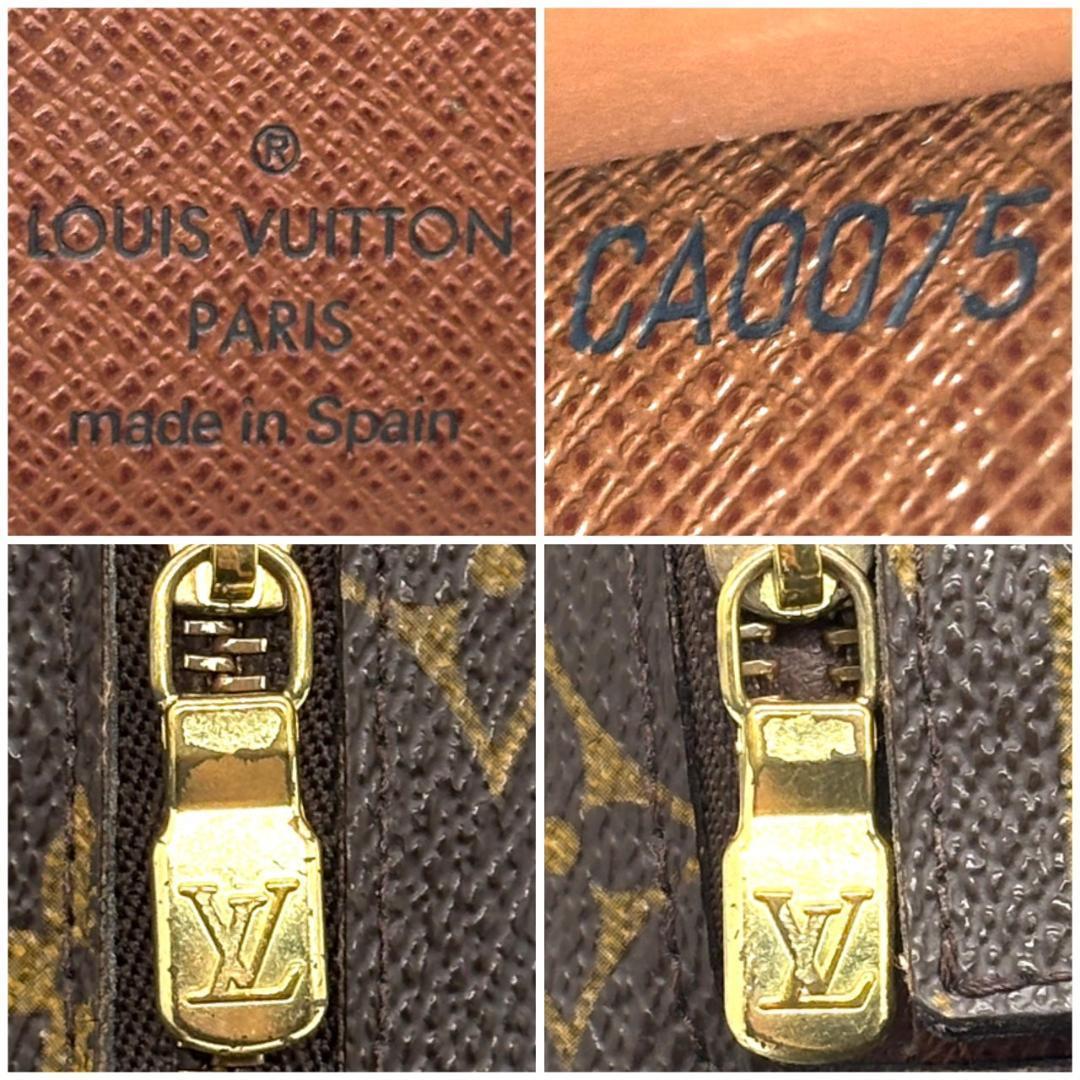 ®
LOUIS VUITTON
PARIS
made in Spain
CA0075
LV
LV